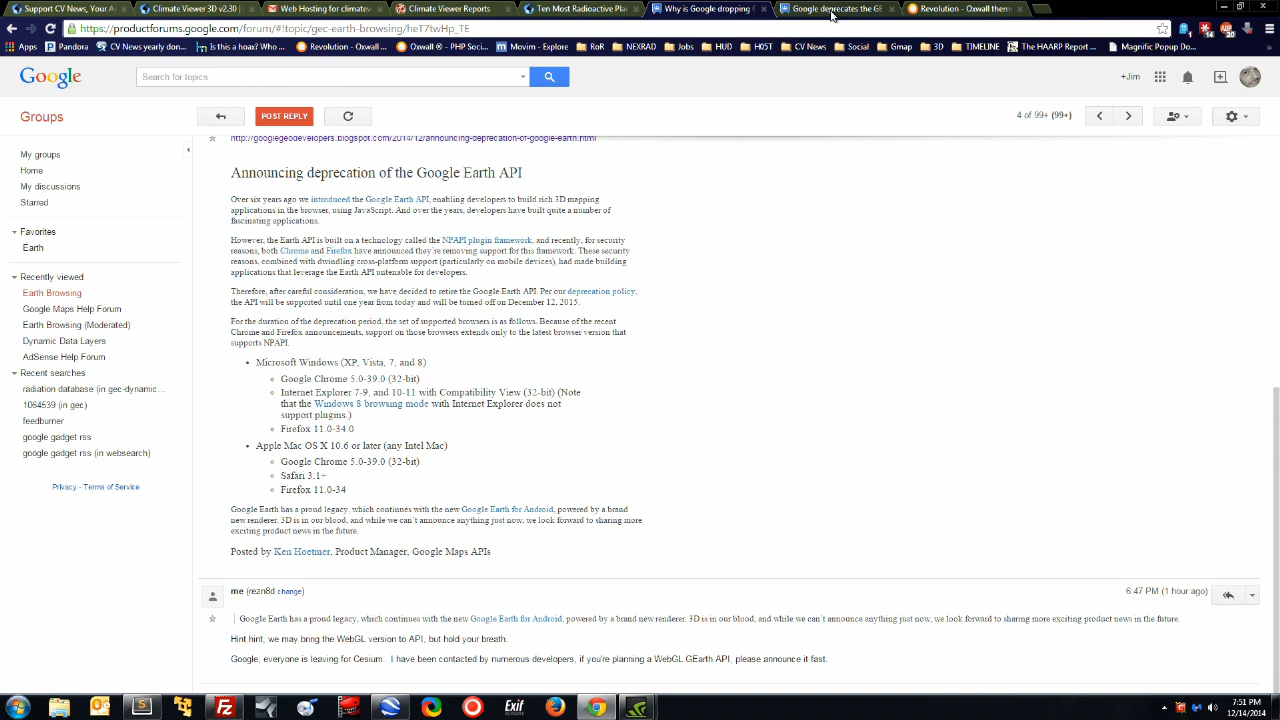 Support CV News, Your A
Climate Viewer 3D v2.30 |
Web Hosting for climatev
Climate Viewer Reports
Ten Most Radioactive Pla
Why is Google dropping
Google deprecates the GE
Revolution - Oxwall them
https://productforums.google.com/forum/#!topic/gec-earth-browsing/heT7twHp_TE
Apps
Pandora
CV News yearly don
Is this a hoax? Who
Revolution - Oxwall
Oxwall ® - PHP Soci
Movim - Explore
RoR
NEXRAD
Jobs
HUD
H0ST
CV News
Social
Gmap
3D
TIMELINE
The HAARP Report
Magnific Popup Do
Google
Search for topics
+Jim
Groups
POST REPLY
4 of 99+ (99+)
My groups
Home
My discussions
Starred
Favorites
Earth
Recently viewed
Earth Browsing
Google Maps Help Forum
Earth Browsing (Moderated)
Dynamic Data Layers
AdSense Help Forum
Recent searches
radiation database (in gec-dynamic...
1064539 (in gec)
feedburner
google gadget rss
google gadget rss (in websearch)
Privacy - Terms of Service
http://googlegeodevelopers.blogspot.com/2014/12/announcing-deprecation-of-google-earth.html
Announcing deprecation of the Google Earth API
Over six years ago we introduced the Google Earth API, enabling developers to build rich 3D mapping
applications in the browser, using JavaScript. And over the years, developers have built quite a number of
fascinating applications.
However, the Earth API is built on a technology called the NPAPI plugin framework, and recently, for security
reasons, both Chrome and Firefox have announced they're removing support for this framework. These security
reasons, combined with dwindling cross-platform support (particularly on mobile devices), had made building
applications that leverage the Earth API untenable for developers.
Therefore, after careful consideration, we have decided to retire the Google Earth API. Per our deprecation policy,
the API will be supported until one year from today and will be turned off on December 12, 2015.
For the duration of the deprecation period, the set of supported browsers is as follows. Because of the recent
Chrome and Firefox announcements, support on those browsers extends only to the latest browser version that
supports NPAPI.
• Microsoft Windows (XP, Vista, 7, and 8)
Google Chrome 5.0-39.0 (32-bit)
Internet Explorer 7-9, and 10-11 with Compatibility View (32-bit) (Note
that the Windows 8 browsing mode with Internet Explorer does not
support plugins.)
Firefox 11.0-34.0
• Apple Mac OS X 10.6 or later (any Intel Mac)
Google Chrome 5.0-39.0 (32-bit)
Safari 3.1+
Firefox 11.0-34
Google Earth has a proud legacy, which continues with the new Google Earth for Android, powered by a brand
new renderer. 3D is in our blood, and while we can't announce anything just now, we look forward to sharing more
exciting product news in the future.
Posted by Ken Hoetmer, Product Manager, Google Maps APIs
me (rezn8d change)
6:47 PM (1 hour ago)
Google Earth has a proud legacy, which continues with the new Google Earth for Android, powered by a brand new renderer. 3D is in our blood, and while we can't announce anything just now, we look forward to sharing more exciting product news in the future.
Hint hint, we may bring the WebGL version to API, but hold your breath.
Google, everyone is leaving for Cesium. I have been contacted by numerous developers, if you're planning a WebGL GEarth API, please announce it fast.
Exif
7:51 PM
12/14/2014